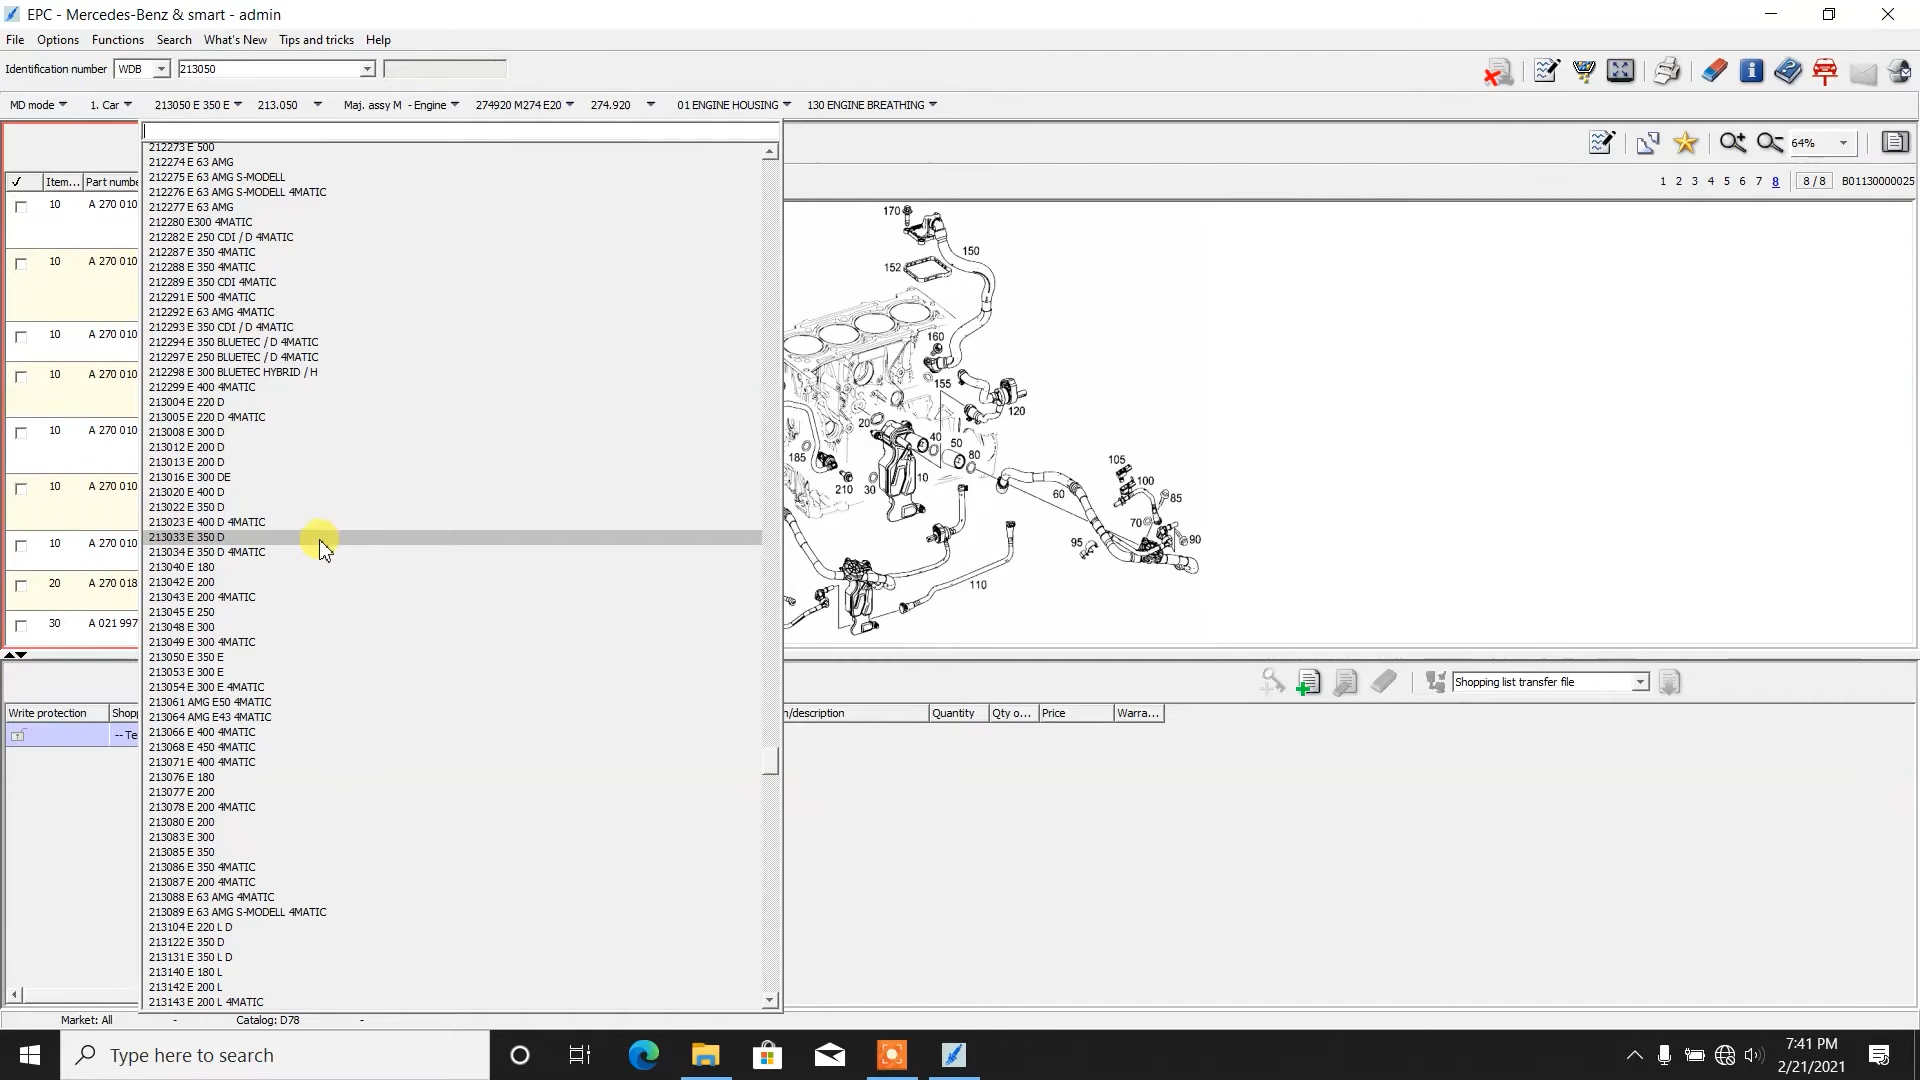 EPC - Mercedes-Benz & smart - admin
File Options Functions Search What's New Tips and tricks Help
Identification number WDB 213050
MD mode 1. Car 213050 E 350 E 213.050 Maj. assy M - Engine 274920 M274 E20 274.920 01 ENGINE HOUSING 130 ENGINE BREATHING
64%
1 2 3 4 5 6 7 8 8 / 8 B01130000025
✓ Item... Part numbe
10 A 270 010
10 A 270 010
10 A 270 010
10 A 270 010
10 A 270 010
10 A 270 010
10 A 270 010
20 A 270 018
30 A 021 997
212273 E 500
212274 E 63 AMG
212275 E 63 AMG S-MODELL
212276 E 63 AMG S-MODELL 4MATIC
212277 E 63 AMG
212280 E300 4MATIC
212282 E 250 CDI / D 4MATIC
212287 E 350 4MATIC
212288 E 350 4MATIC
212289 E 350 CDI 4MATIC
212291 E 500 4MATIC
212292 E 63 AMG 4MATIC
212293 E 350 CDI / D 4MATIC
212294 E 350 BLUETEC / D 4MATIC
212297 E 250 BLUETEC / D 4MATIC
212298 E 300 BLUETEC HYBRID / H
212299 E 400 4MATIC
213004 E 220 D
213005 E 220 D 4MATIC
213008 E 300 D
213012 E 200 D
213013 E 200 D
213016 E 300 DE
213020 E 400 D
213022 E 350 D
213023 E 400 D 4MATIC
213033 E 350 D
213034 E 350 D 4MATIC
213040 E 180
213042 E 200
213043 E 200 4MATIC
213045 E 250
213048 E 300
213049 E 300 4MATIC
213050 E 350 E
213053 E 300 E
213054 E 300 E 4MATIC
213061 AMG E50 4MATIC
213064 AMG E43 4MATIC
213066 E 400 4MATIC
213068 E 450 4MATIC
213071 E 400 4MATIC
213076 E 180
213077 E 200
213078 E 200 4MATIC
213080 E 200
213083 E 300
213085 E 350
213086 E 350 4MATIC
213087 E 200 4MATIC
213088 E 63 AMG 4MATIC
213089 E 63 AMG S-MODELL 4MATIC
213104 E 220 L D
213122 E 350 D
213131 E 350 L D
213140 E 180 L
213142 E 200 L
213143 E 200 L 4MATIC
170
150
152
160
155
120
20
40
50
80
185
210
30
10
60
105
100
85
70
95
90
110
Shopping list transfer file
Write protection Shop n/description Quantity Qty o... Price Warra...
-- Te
Market: All - Catalog: D78 -
Type here to search
7:41 PM
2/21/2021